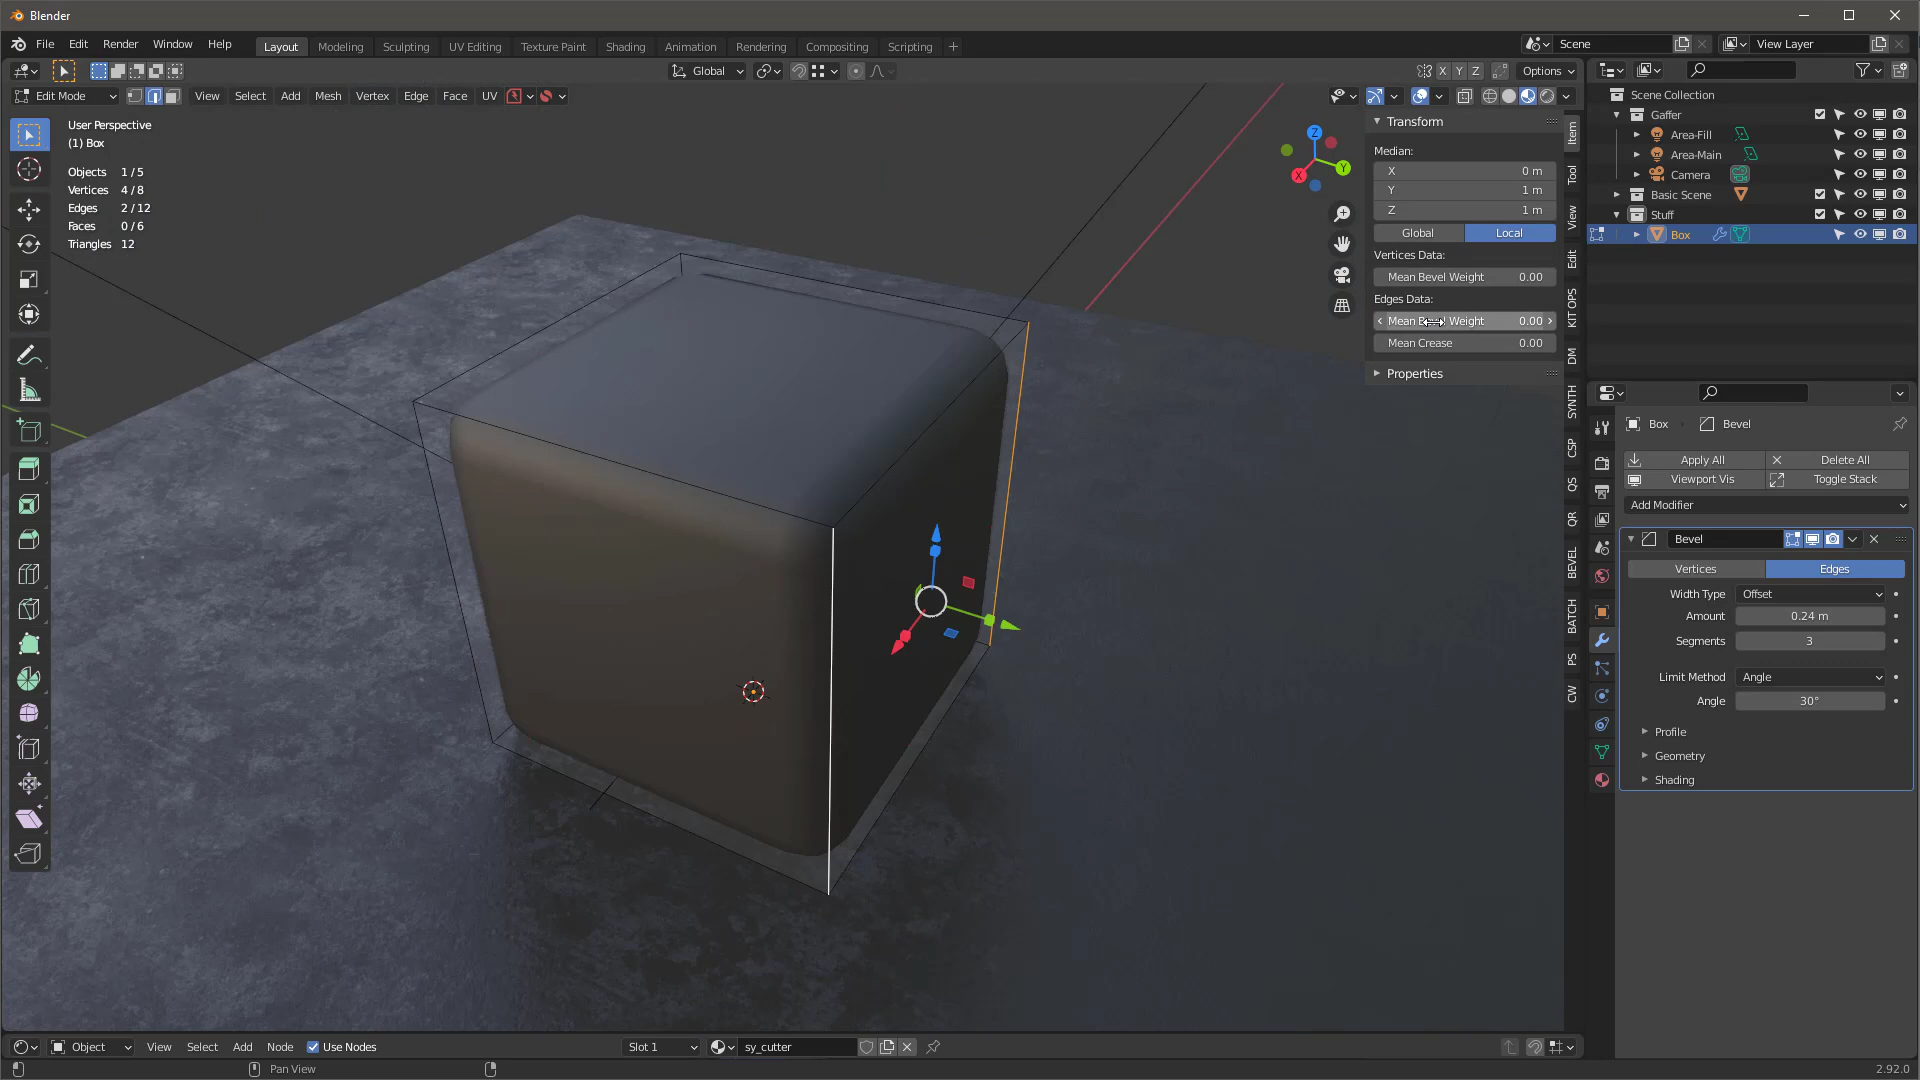 Blender
File Edit Render Window Help
Layout Modeling Sculpting UV Editing Texture Paint Shading Animation Rendering Compositing Scripting +
Scene
View Layer
Global
X Y Z
Options
Edit Mode
View Select Add Mesh Vertex Edge Face UV
User Perspective
(1) Box
Objects 1 / 5
Vertices 4 / 8
Edges 2 / 12
Faces 0 / 6
Triangles 12
Z
Y
X
Transform
Median:
X 0 m
Y 1 m
Z 1 m
Global Local
Vertices Data:
Mean Bevel Weight 0.00
Edges Data:
Mean Bevel Weight 0.00
Mean Crease 0.00
Properties
Item
Tool
View
Edit
KIT OPS
DM
SYNTH
CSP
QS
QR
BEVEL
BATCH
PS
CW
Scene Collection
Gaffer
Area-Fill
Area-Main
Camera
Basic Scene
Stuff
Box
Box > Bevel
Apply All Delete All
Viewport Vis Toggle Stack
Add Modifier
Bevel
Vertices Edges
Width Type Offset
Amount 0.24 m
Segments 3
Limit Method Angle
Angle 30°
Profile
Geometry
Shading
Object View Select Add Node Use Nodes
Slot 1
sy_cutter
Pan View
2.92.0